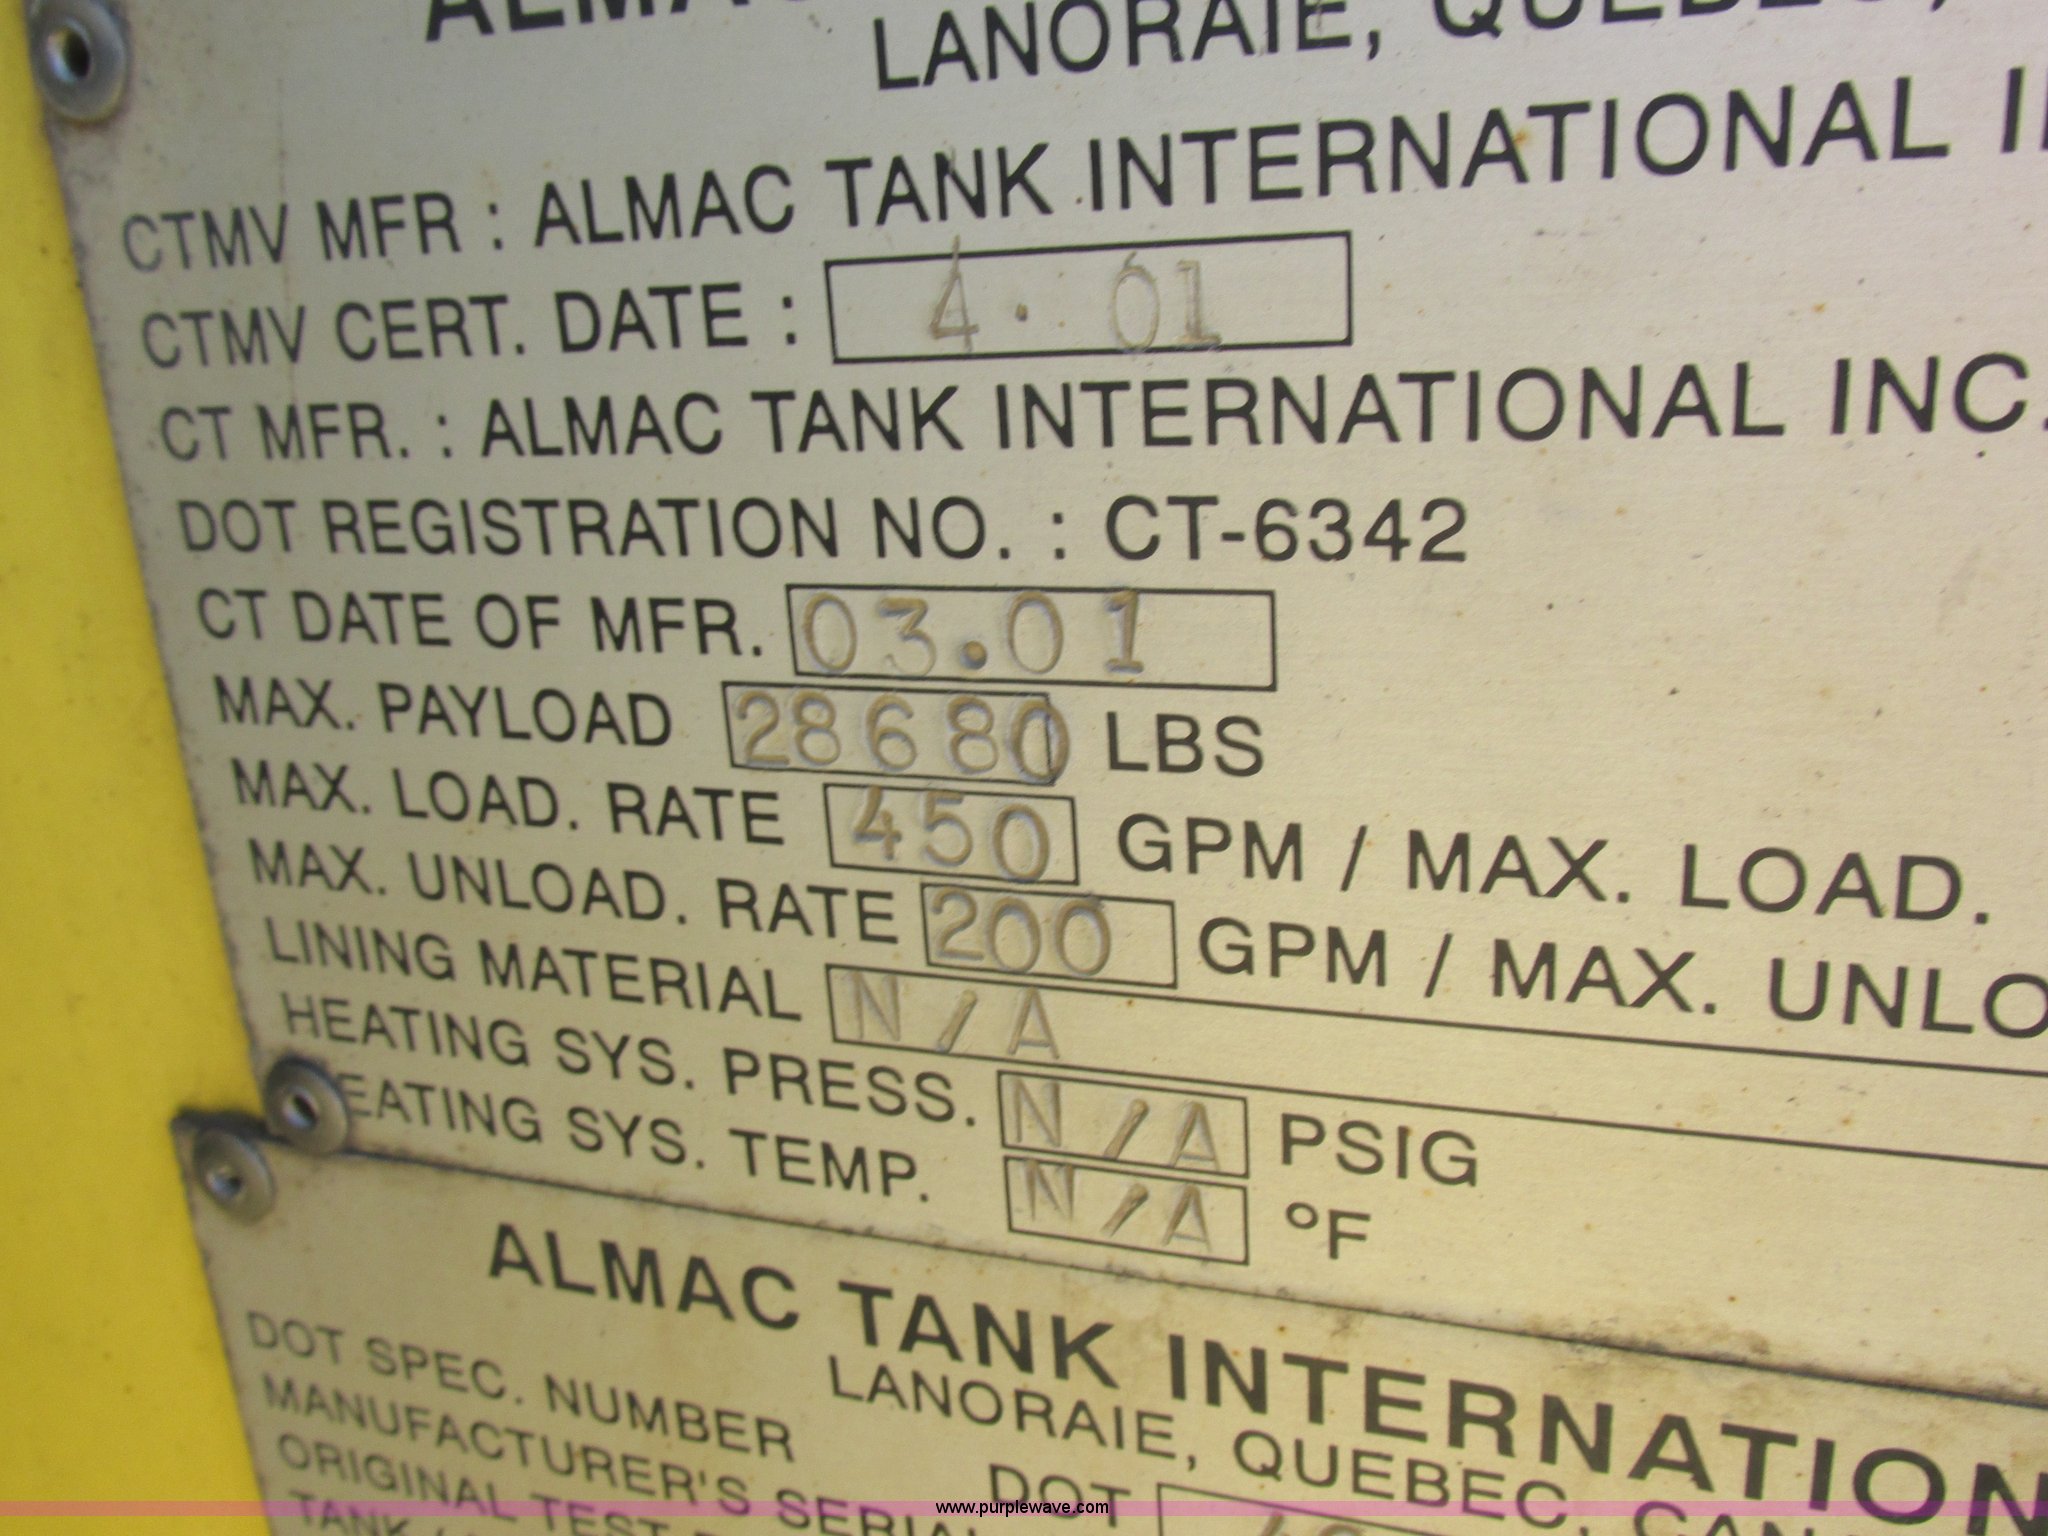 ALMAC
LANORAIE, QUEBEC,
CTMV MFR : ALMAC TANK INTERNATIONAL
CTMV CERT. DATE : 4. 01
CT MFR. : ALMAC TANK INTERNATIONAL INC.
DOT REGISTRATION NO. : CT-6342
CT DATE OF MFR. 03.01
MAX. PAYLOAD 28680 LBS
MAX. LOAD. RATE 450 GPM / MAX. LOAD.
MAX. UNLOAD. RATE 200 GPM / MAX. UNLO
LINING MATERIAL N/A
HEATING SYS. PRESS. N/A PSIG
EATING SYS. TEMP. N/A °F
ALMAC TANK INTERNATION
LANORAIE, QUEBEC, CAN
DOT SPEC. NUMBER DOT
MANUFACTURER'S SERIAL
ORIGINAL TEST
TANK
www.purplewave.com